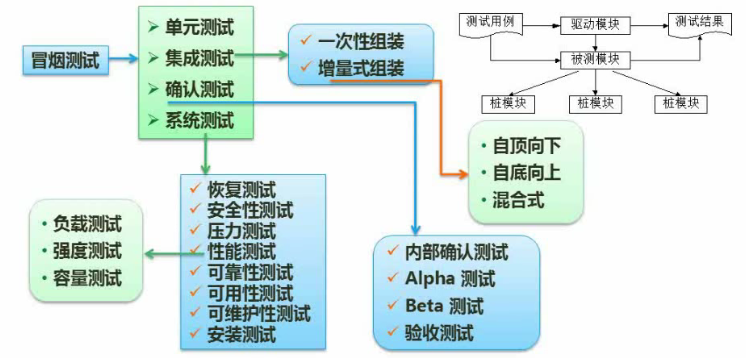 冒烟测试
单元测试
集成测试
确认测试
系统测试
一次性组装
增量式组装
测试用例
驱动模块
测试结果
被测模块
桩模块
桩模块
桩模块
自顶向下
自底向上
混合式
恢复测试
安全性测试
压力测试
性能测试
可靠性测试
可用性测试
可维护性测试
安装测试
负载测试
强度测试
容量测试
内部确认测试
Alpha 测试
Beta 测试
验收测试